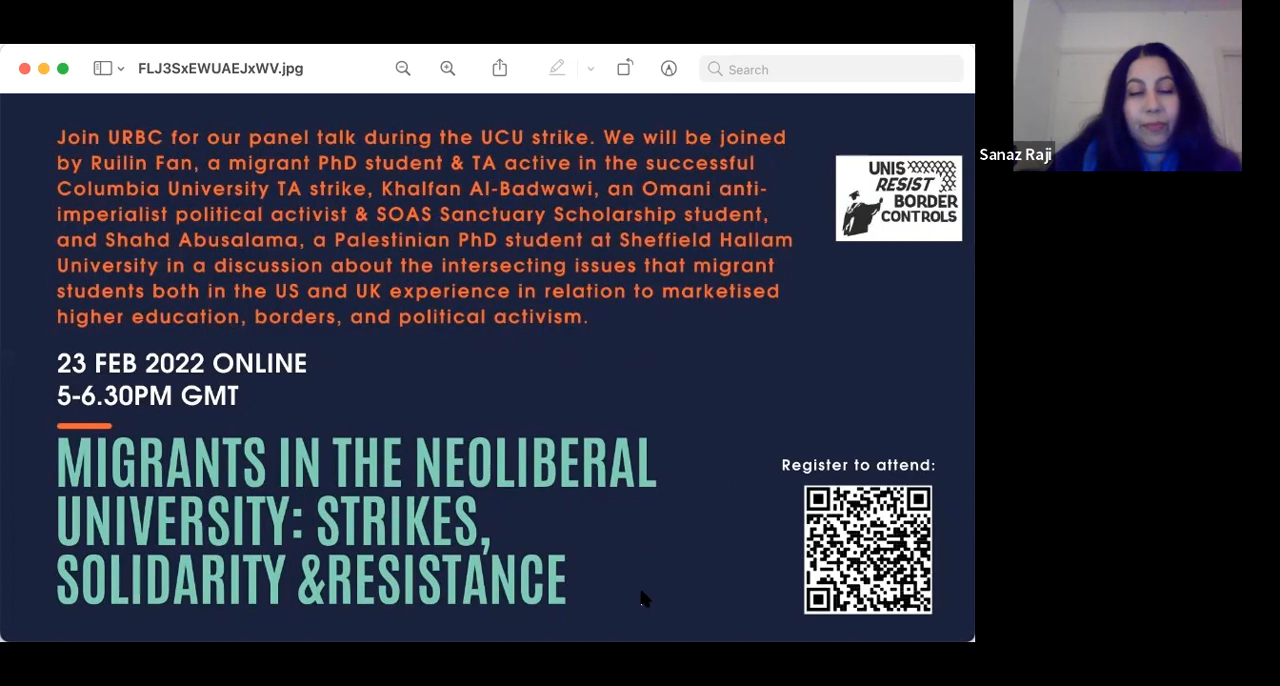 FLJ3SxEWUAEJxWV.jpg
Search
Join URBC for our panel talk during the UCU strike. We will be joined
by Ruilin Fan, a migrant PhD student & TA active in the successful
Columbia University TA strike, Khalfan Al-Badwawi, an Omani anti-
imperialist political activist & SOAS Sanctuary Scholarship student,
and Shahd Abusalama, a Palestinian PhD student at Sheffield Hallam
University in a discussion about the intersecting issues that migrant
students both in the US and UK experience in relation to marketised
higher education, borders, and political activism.
UNIS
RESIST
BORDER
CONTROLS
23 FEB 2022 ONLINE
5-6.30PM GMT
MIGRANTS IN THE NEOLIBERAL
UNIVERSITY: STRIKES,
SOLIDARITY &RESISTANCE
Register to attend:
Sanaz Raji